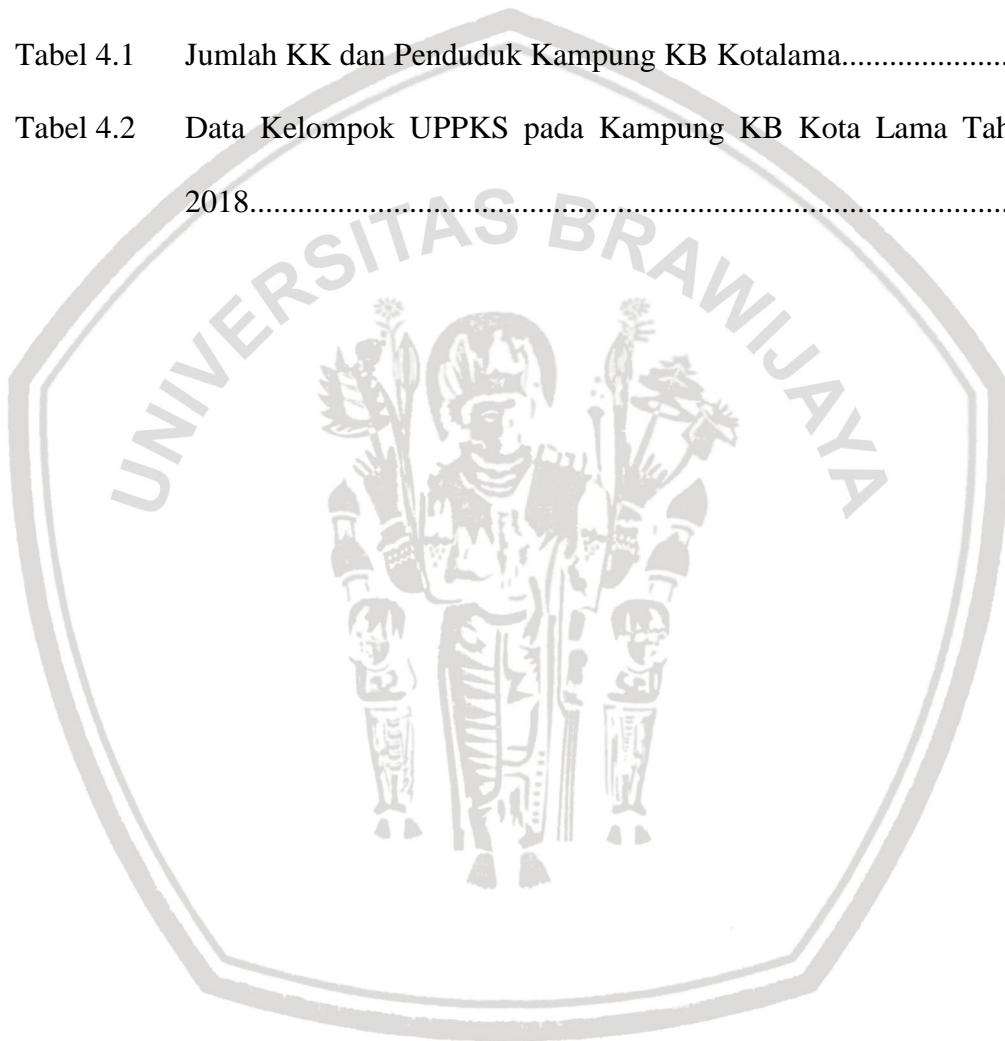 Tabel 4.1 Jumlah KK dan Penduduk Kampung KB Kotalama....................
Tabel 4.2 Data Kelompok UPPKS pada Kampung KB Kota Lama Tah
2018................................................................................
UNIVERSITAS BRAWIJAYA